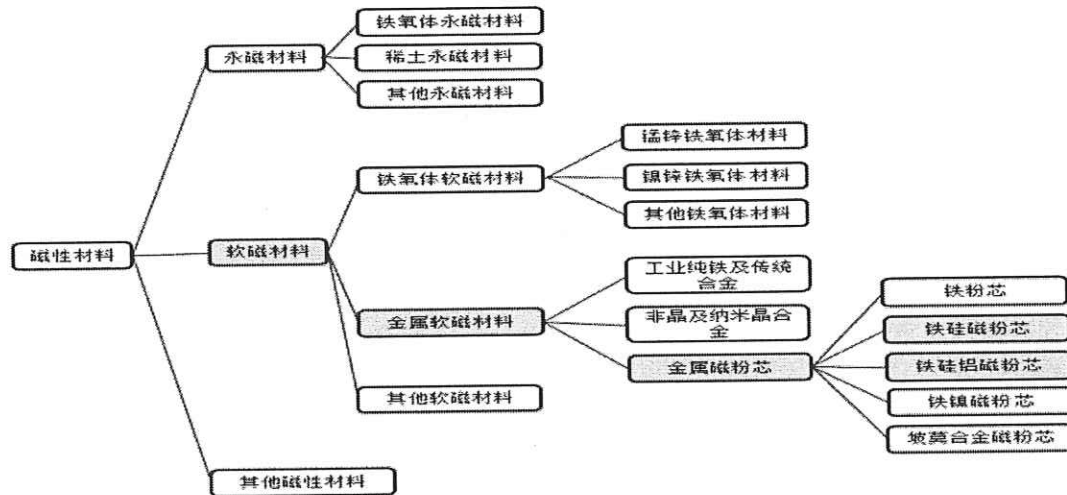 铁氧体永磁材料
永磁材料
稀土永磁材料
其他永磁材料
锰锌铁氧体材料
铁氧体软磁材料
镍锌铁氧体材料
其他铁氧体材料
磁性材料
软磁材料
工业纯铁及传统
合金
金属软磁材料
非晶及纳米晶合
金
金属磁粉芯
铁粉芯
铁硅磁粉芯
铁硅铝磁粉芯
铁镍磁粉芯
坡莫合金磁粉芯
其他软磁材料
其他磁性材料